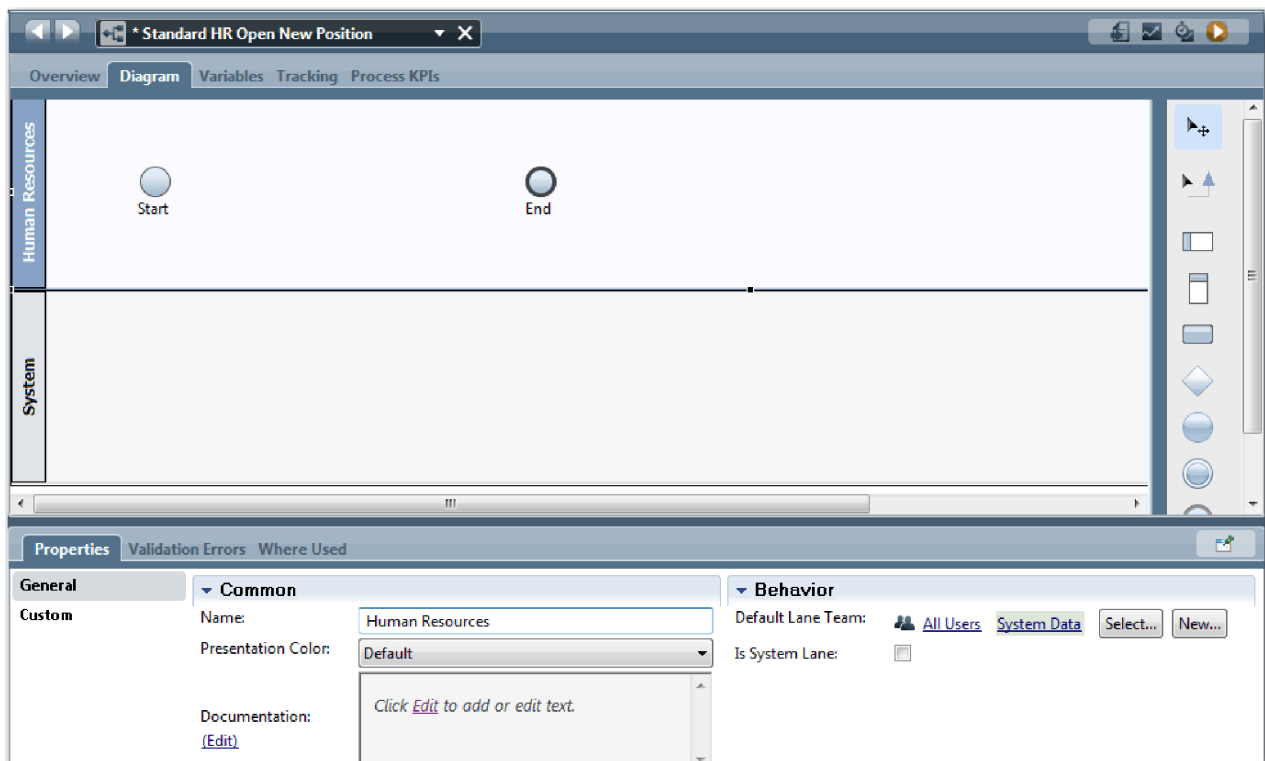 * Standard HR Open New Position
Overview Diagram Variables Tracking Process KPIs
Human Resources
Start
End
System
Properties Validation Errors Where Used
General
Custom
Common
Name:
Human Resources
Presentation Color:
Default
Documentation:
(Edit)
Click Edit to add or edit text.
Behavior
Default Lane Team:
All Users System Data Select... New...
Is System Lane: